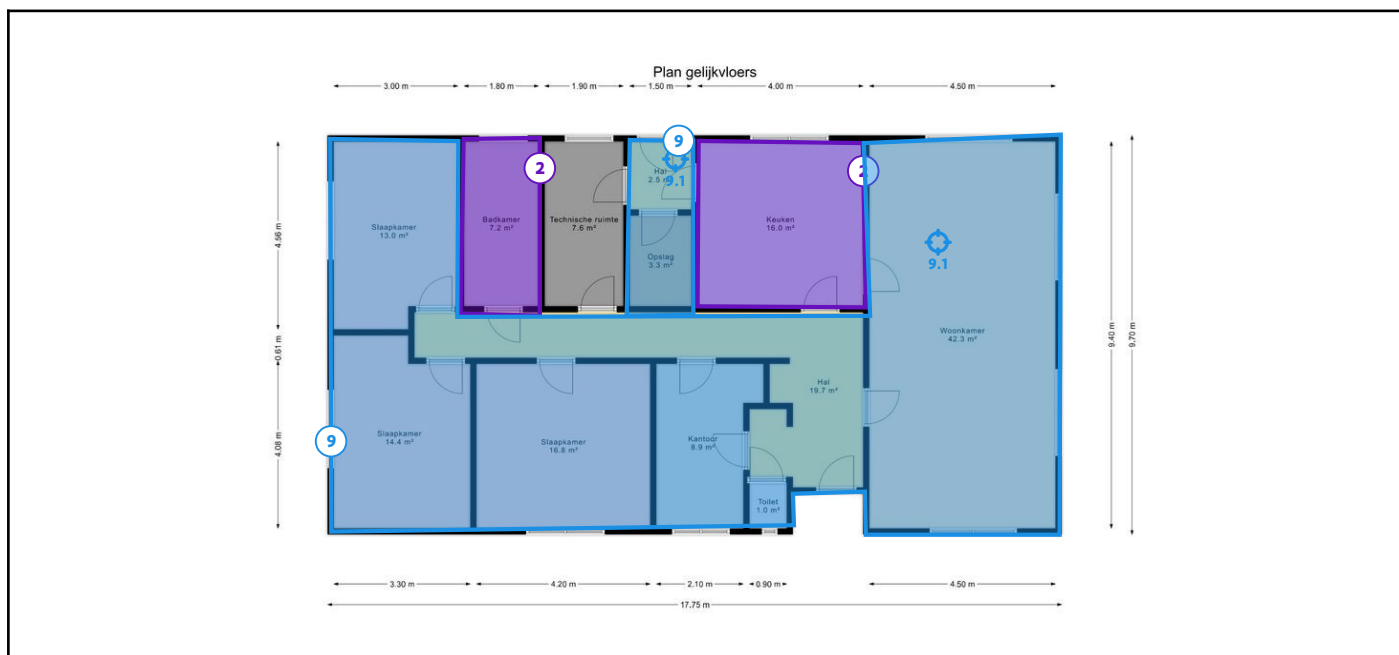 Plan gelijkvloers
3.00 m 1.80 m 1.90 m 1.50 m 4.00 m 4.50 m
9
2
2
9.1
Hal
2.5 m²
Badkamer
7.2 m²
Technische ruimte
7.6 m²
Keuken
16.0 m²
Slaapkamer
13.0 m²
Opslag
3.3 m²
9.1
Woonkamer
42.3 m²
4.56 m
0.61 m
4.08 m
9.40 m
9.70 m
Hal
19.7 m²
9
Slaapkamer
14.4 m²
Slaapkamer
16.8 m²
Kantoor
8.9 m²
Toilet
1.0 m²
3.30 m 4.20 m 2.10 m 0.90 m 4.50 m
17.75 m